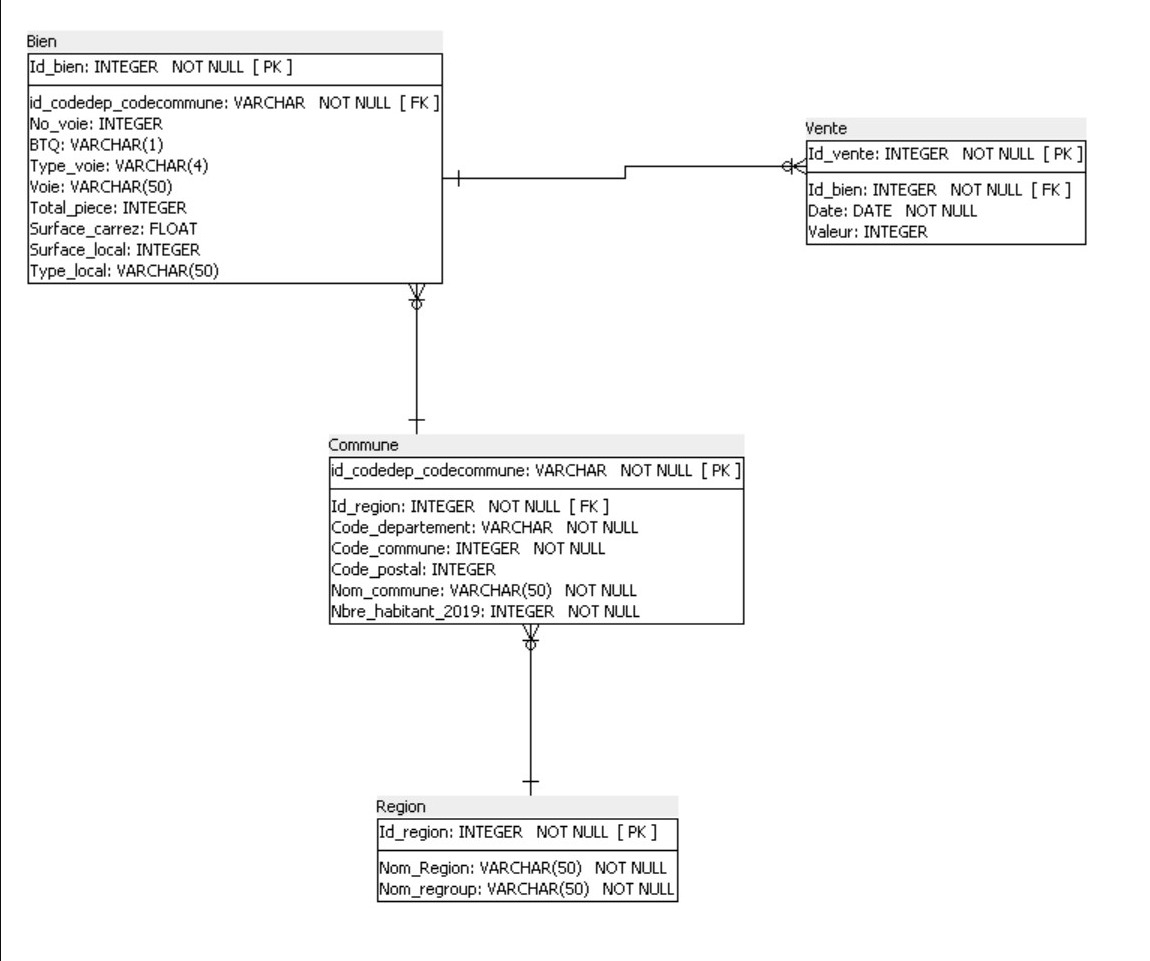 Bien
Id_bien: INTEGER NOT NULL [ PK ]
id_codedep_codecommune: VARCHAR NOT NULL [ FK ]
No_voie: INTEGER
BTQ: VARCHAR(1)
Type_voie: VARCHAR(4)
Voie: VARCHAR(50)
Total_piece: INTEGER
Surface_carrez: FLOAT
Surface_local: INTEGER
Type_local: VARCHAR(50)
Vente
Id_vente: INTEGER NOT NULL [ PK ]
Id_bien: INTEGER NOT NULL [ FK ]
Date: DATE NOT NULL
Valeur: INTEGER
Commune
id_codedep_codecommune: VARCHAR NOT NULL [ PK ]
Id_region: INTEGER NOT NULL [ FK ]
Code_departement: VARCHAR NOT NULL
Code_commune: INTEGER NOT NULL
Code_postal: INTEGER
Nom_commune: VARCHAR(50) NOT NULL
Nbre_habitant_2019: INTEGER NOT NULL
Region
Id_region: INTEGER NOT NULL [ PK ]
Nom_Region: VARCHAR(50) NOT NULL
Nom_regroup: VARCHAR(50) NOT NULL